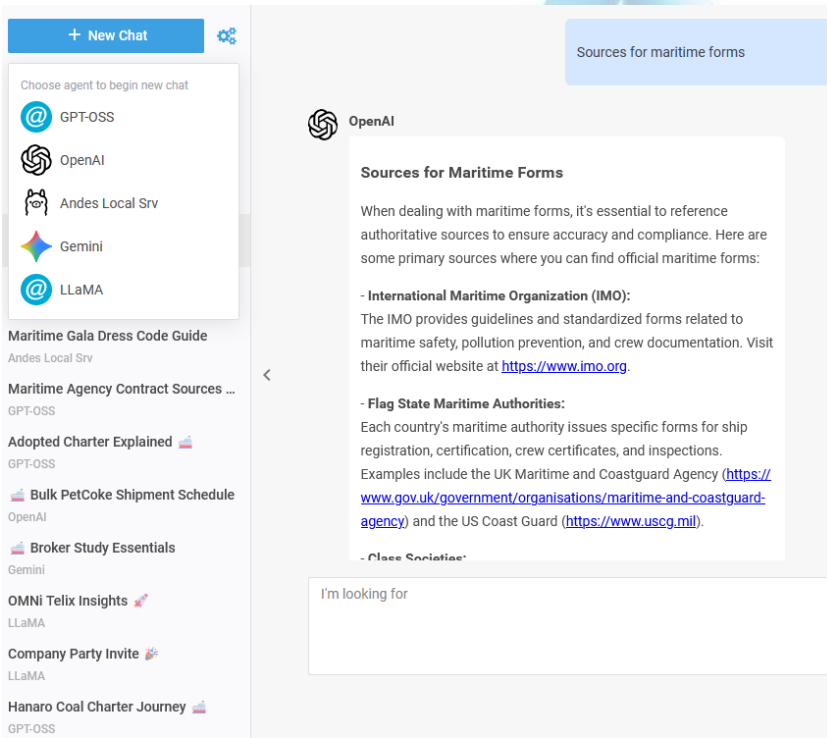 + New Chat
Choose agent to begin new chat
GPT-OSS
OpenAI
Andes Local Srv
Gemini
LLaMA
Maritime Gala Dress Code Guide
Andes Local Srv
Maritime Agency Contract Sources ...
GPT-OSS
Adopted Charter Explained 🚢
GPT-OSS
🚢 Bulk PetCoke Shipment Schedule
OpenAI
🚢 Broker Study Essentials
Gemini
OMNi Telix Insights 🚀
LLaMA
Company Party Invite 🎉
LLaMA
Hanaro Coal Charter Journey 🚢
GPT-OSS
Sources for maritime forms
OpenAI
Sources for Maritime Forms
When dealing with maritime forms, it's essential to reference
authoritative sources to ensure accuracy and compliance. Here are
some primary sources where you can find official maritime forms:
- International Maritime Organization (IMO):
The IMO provides guidelines and standardized forms related to
maritime safety, pollution prevention, and crew documentation. Visit
their official website at https://www.imo.org.
- Flag State Maritime Authorities:
Each country's maritime authority issues specific forms for ship
registration, certification, crew certificates, and inspections.
Examples include the UK Maritime and Coastguard Agency (https://
www.gov.uk/government/organisations/maritime-and-coastguard-
agency) and the US Coast Guard (https://www.uscg.mil).
- Class Societies:
I'm looking for